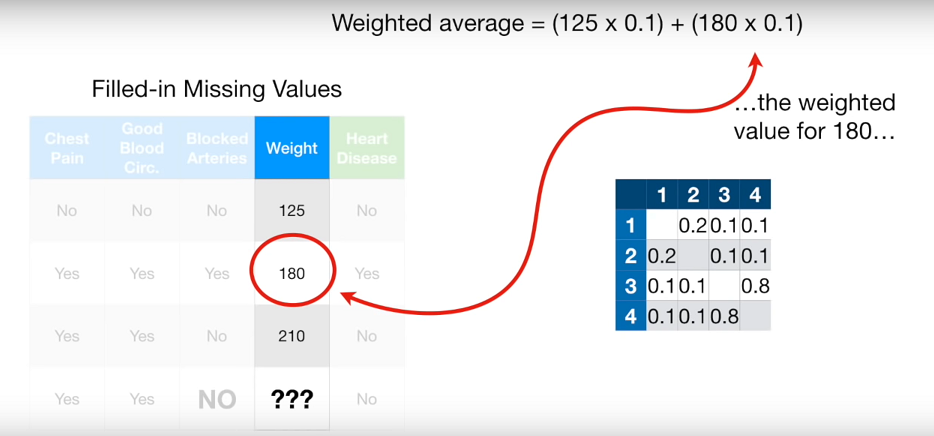 Weighted average = (125 x 0.1) + (180 x 0.1)
Filled-in Missing Values
…the weighted
value for 180…
Chest Pain Good Blood Circ. Blocked Arteries Weight Heart Disease
No No No 125 No
Yes Yes Yes 180 Yes
Yes Yes No 210 No
Yes Yes NO ??? No
1 2 3 4
1 0.2 0.1 0.1
2 0.2 0.1 0.1
3 0.1 0.1 0.8
4 0.1 0.1 0.8